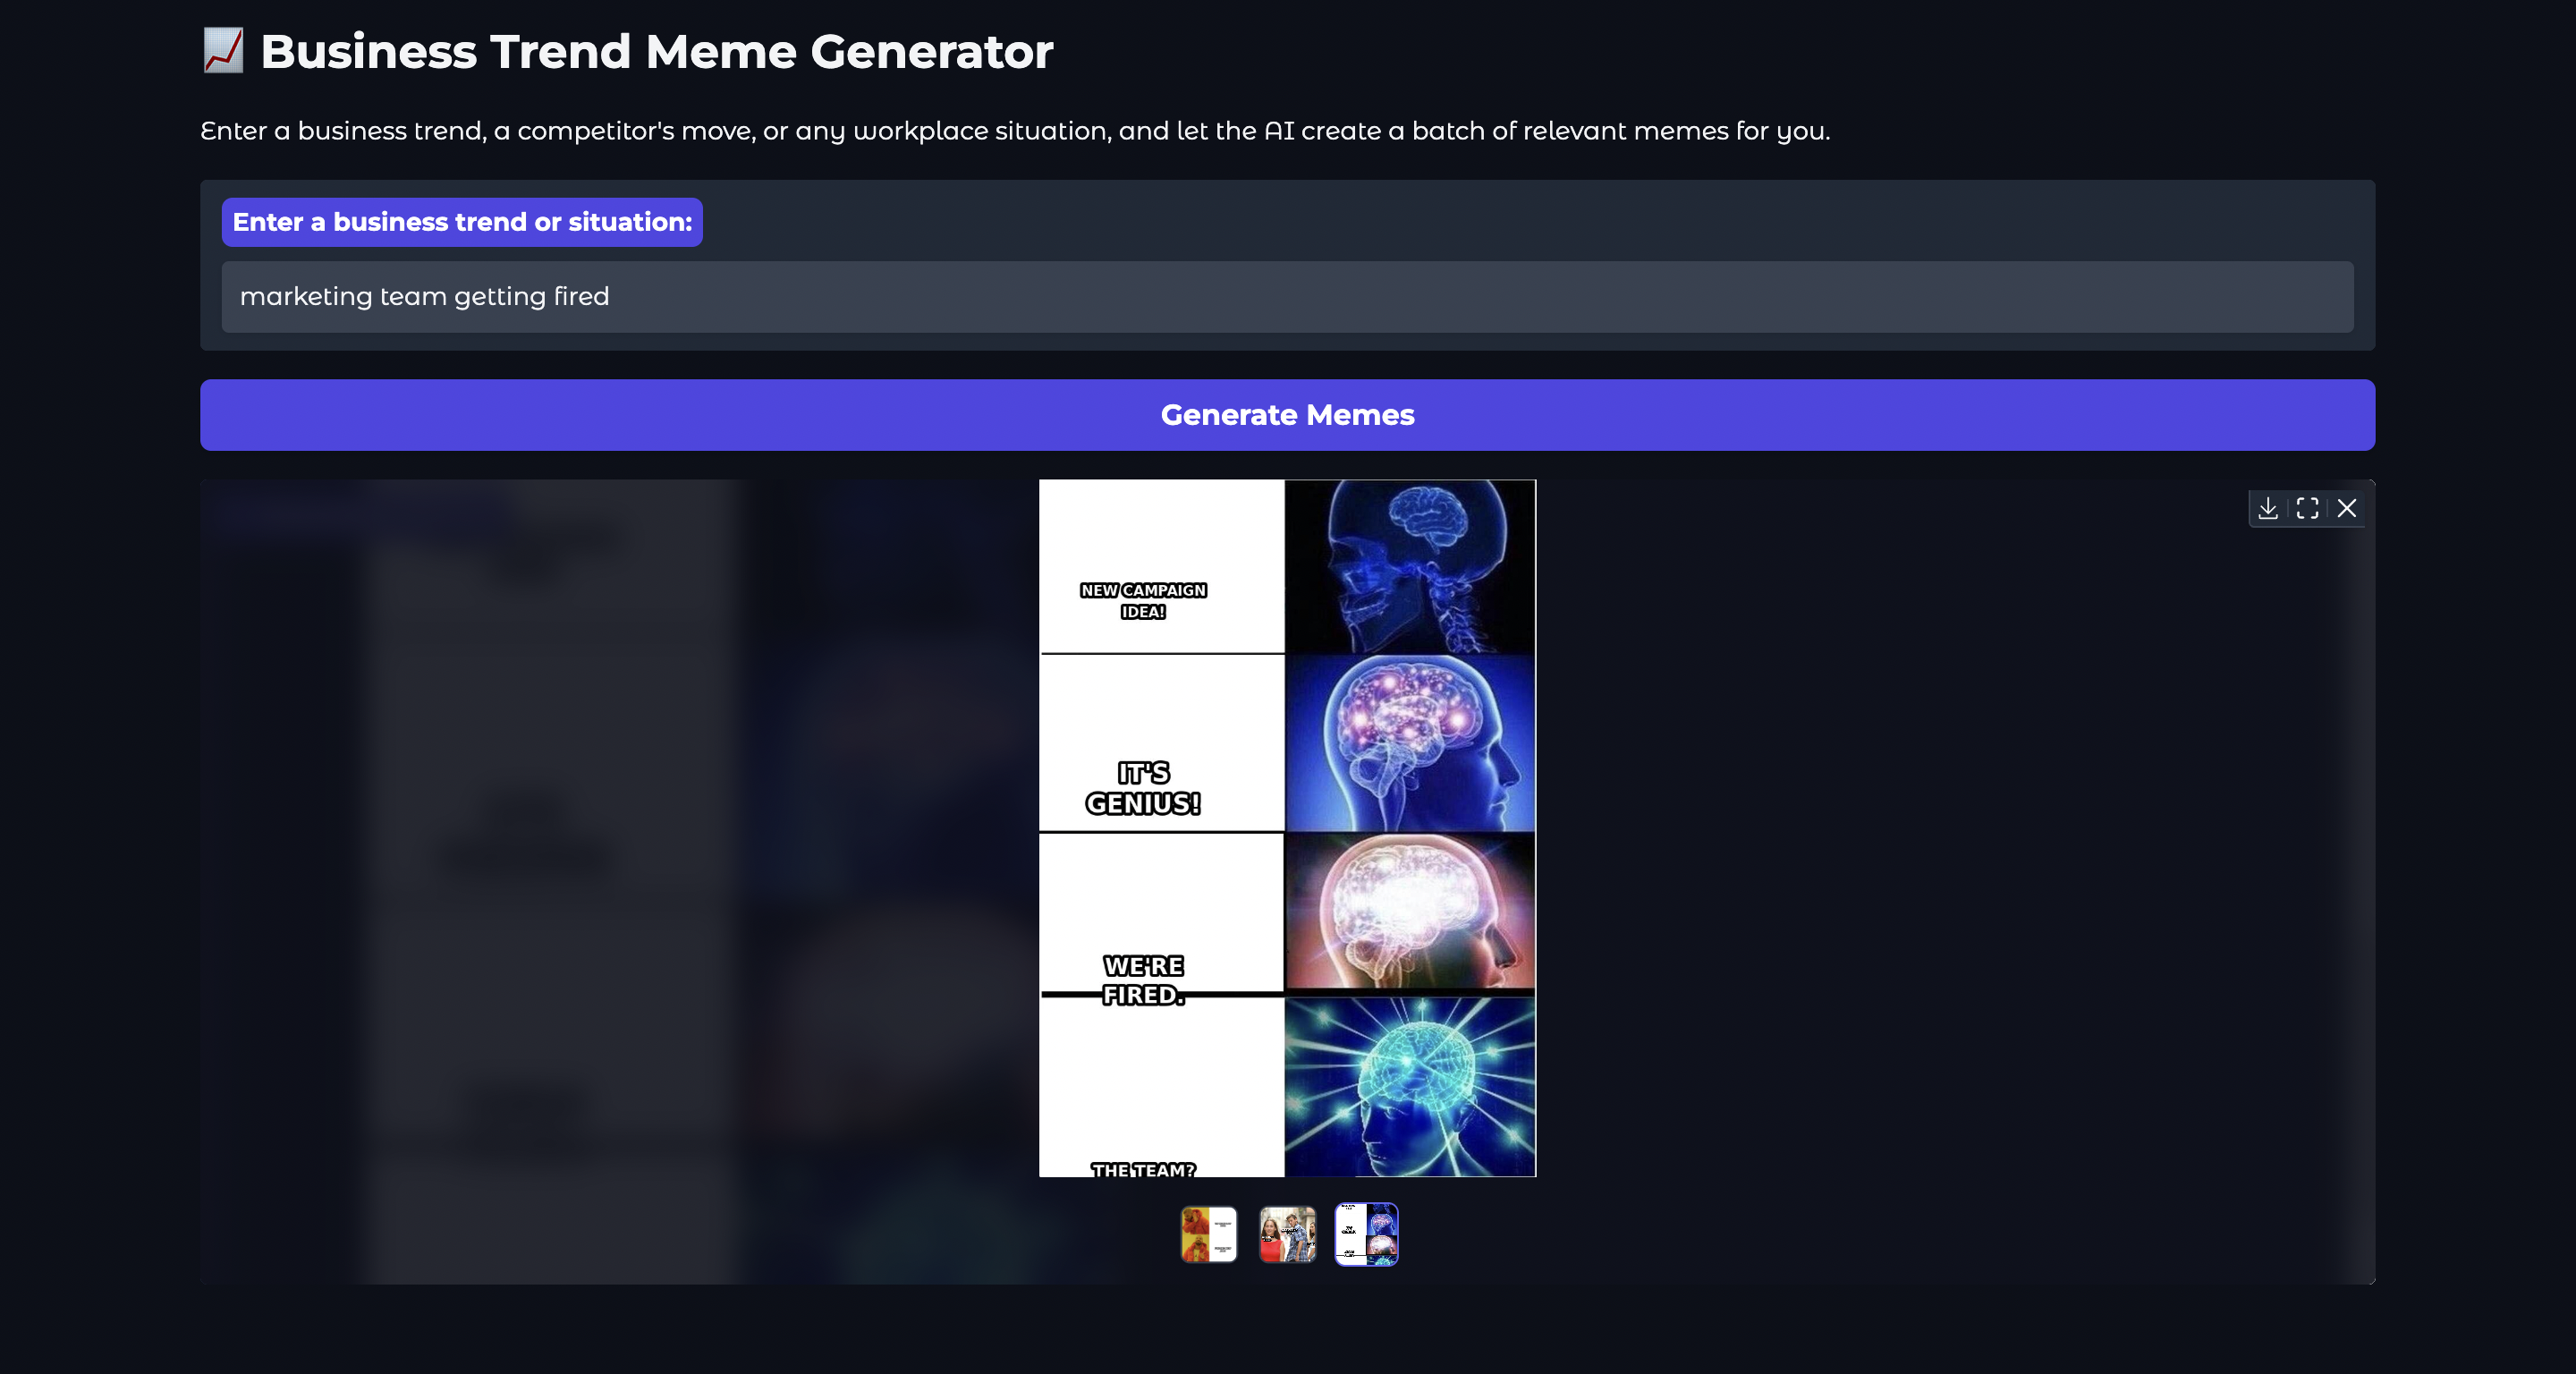 📈 Business Trend Meme Generator
Enter a business trend, a competitor's move, or any workplace situation, and let the AI create a batch of relevant memes for you.
Enter a business trend or situation:
marketing team getting fired
Generate Memes
NEW CAMPAIGN
IDEA!
IT'S
GENIUS!
WE'RE
FIRED.
THE TEAM?